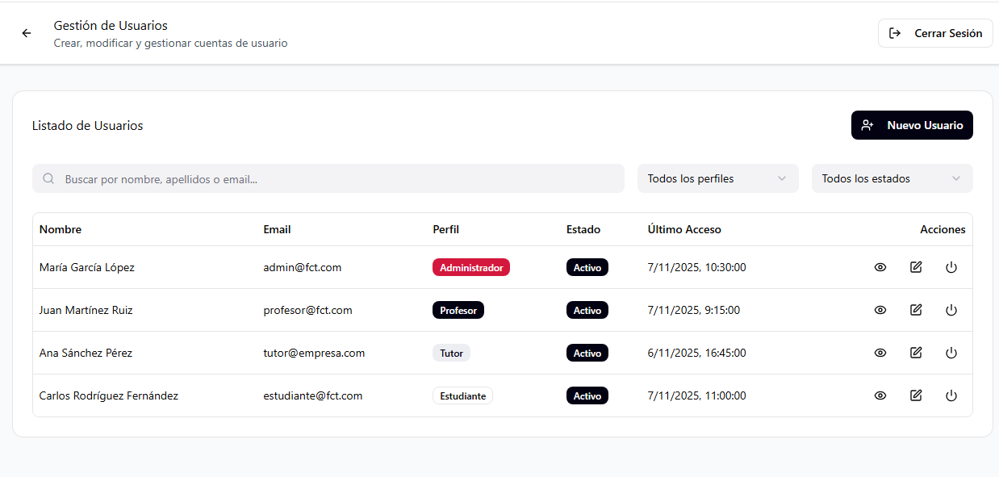 Gestión de Usuarios
Crear, modificar y gestionar cuentas de usuario
Cerrar Sesión
Listado de Usuarios
Nuevo Usuario
Buscar por nombre, apellidos o email...
Todos los perfiles
Todos los estados
Nombre Email Perfil Estado Último Acceso Acciones
María García López admin@fct.com Administrador Activo 7/11/2025, 10:30:00
Juan Martínez Ruiz profesor@fct.com Profesor Activo 7/11/2025, 9:15:00
Ana Sánchez Pérez tutor@empresa.com Tutor Activo 6/11/2025, 16:45:00
Carlos Rodríguez Fernández estudiante@fct.com Estudiante Activo 7/11/2025, 11:00:00